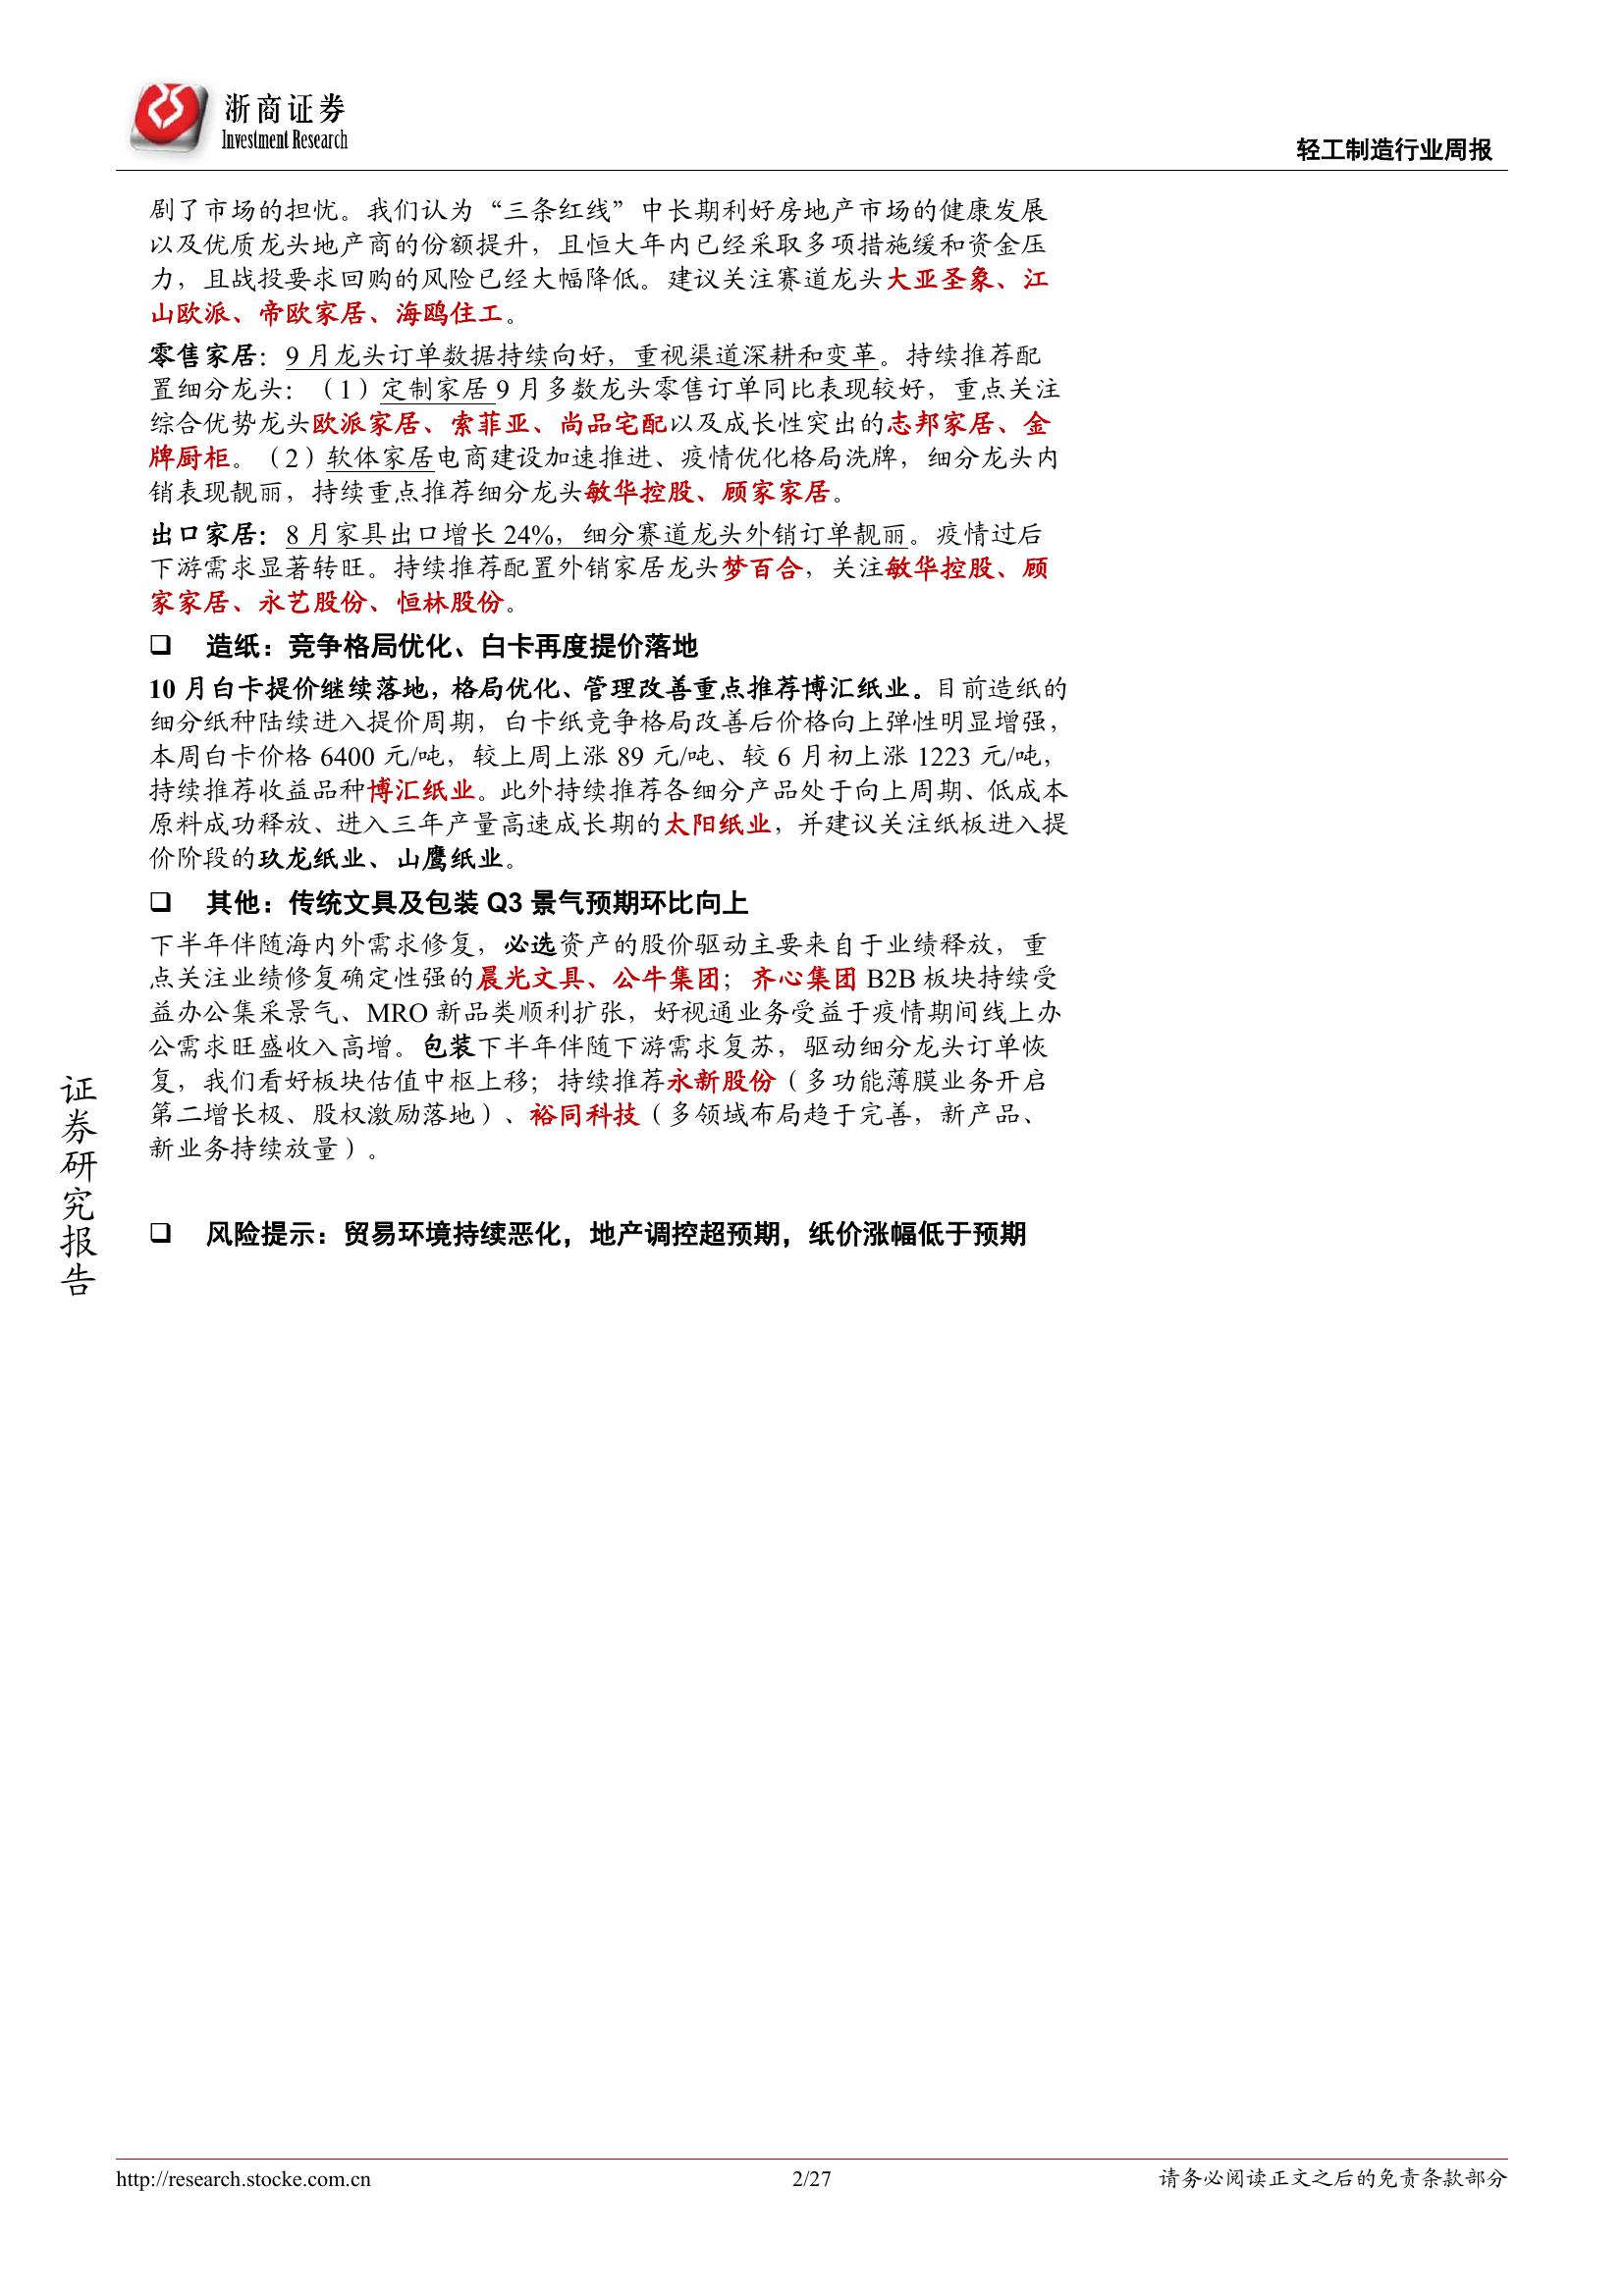 浙商证券
Investment Research
轻工制造行业周报
剧了市场的担忧。我们认为“三条红线”中长期利好房地产市场的健康发展
以及优质龙头地产商的份额提升，且恒大年内已经采取多项措施缓和资金压
力，且战投要求回购的风险已经大幅降低。建议关注赛道龙头大亚圣象、江
山欧派、帝欧家居、海鸥住工。
零售家居：9 月龙头订单数据持续向好，重视渠道深耕和变革。持续推荐配
置细分龙头：（1）定制家居 9 月多数龙头零售订单同比表现较好，重点关注
综合优势龙头欧派家居、索菲亚、尚品宅配以及成长性突出的志邦家居、金
牌厨柜。（2）软体家居电商建设加速推进、疫情优化格局洗牌，细分龙头内
销表现靓丽，持续重点推荐细分龙头敏华控股、顾家家居。
出口家居：8 月家具出口增长 24%，细分赛道龙头外销订单靓丽。疫情过后
下游需求显著转旺。持续推荐配置外销家居龙头梦百合，关注敏华控股、顾
家家居、永艺股份、恒林股份。
❑ 造纸：竞争格局优化、白卡再度提价落地
10 月白卡提价继续落地，格局优化、管理改善重点推荐博汇纸业。目前造纸的
细分纸种陆续进入提价周期，白卡纸竞争格局改善后价格向上弹性明显增强，
本周白卡价格 6400 元/吨，较上周上涨 89 元/吨、较 6 月初上涨 1223 元/吨，
持续推荐收益品种博汇纸业。此外持续推荐各细分产品处于向上周期、低成本
原料成功释放、进入三年产量高速成长期的太阳纸业，并建议关注纸板进入提
价阶段的玖龙纸业、山鹰纸业。
❑ 其他：传统文具及包装 Q3 景气预期环比向上
下半年伴随海内外需求修复，必选资产的股价驱动主要来自于业绩释放，重
点关注业绩修复确定性强的晨光文具、公牛集团；齐心集团 B2B 板块持续受
益办公集采景气、MRO 新品类顺利扩张，好视通业务受益于疫情期间线上办
公需求旺盛收入高增。包装下半年伴随下游需求复苏，驱动细分龙头订单恢
复，我们看好板块估值中枢上移；持续推荐永新股份（多功能薄膜业务开启
第二增长极、股权激励落地）、裕同科技（多领域布局趋于完善，新产品、
新业务持续放量）。
❑ 风险提示：贸易环境持续恶化，地产调控超预期，纸价涨幅低于预期
证券研究报告
http://research.stocke.com.cn
2/27
请务必阅读正文之后的免责条款部分